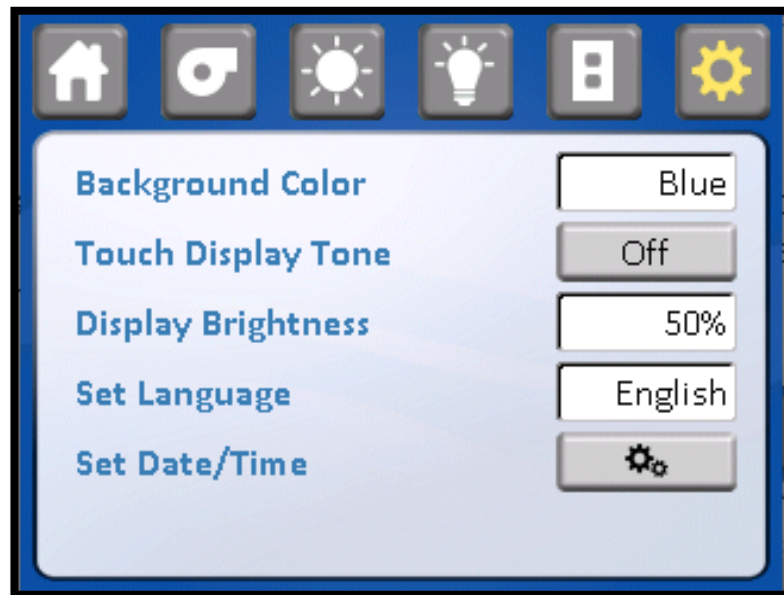 Background Color Blue
Touch Display Tone Off
Display Brightness 50%
Set Language English
Set Date/Time